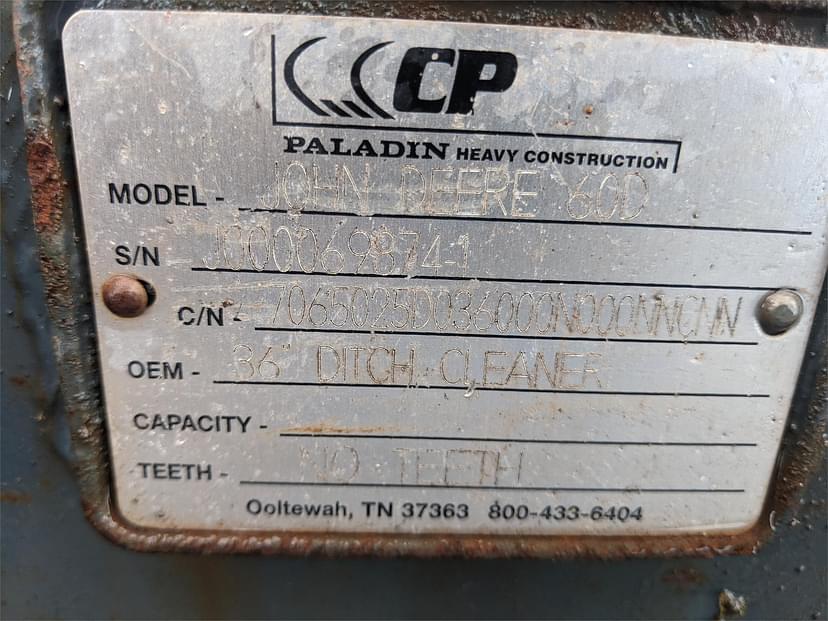 CP
PALADIN HEAVY CONSTRUCTION
MODEL - JOHN DEERE 60D
S/N J000069874-1
C/N - 7065025D036000N000NNCNN
OEM - 36" DITCH CLEANER
CAPACITY -
TEETH - NO TEETH
Ooltewah, TN 37363 800-433-6404